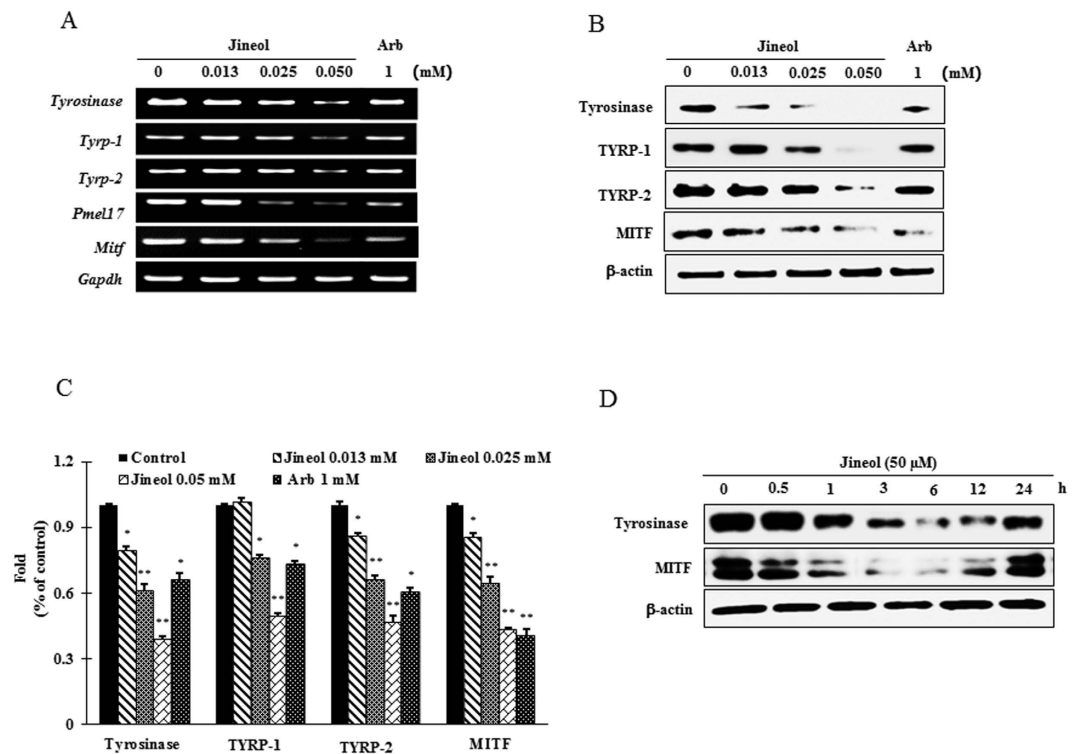 A
Jineol Arb
0 0.013 0.025 0.050 1 (mM)
Tyrosinase
Tyrp-1
Tyrp-2
Pmel17
Mitf
Gapdh
B
Jineol Arb
0 0.013 0.025 0.050 1 (mM)
Tyrosinase
TYRP-1
TYRP-2
MITF
β-actin
C
Fold
(% of control)
1.2
0.9
0.6
0.3
0
Control Jineol 0.013 mM Jineol 0.025 mM
Jineol 0.05 mM Arb 1 mM
* ** ** *
* ** *
* ** ** *
* ** ** **
Tyrosinase TYRP-1 TYRP-2 MITF
D
Jineol (50 µM)
0 0.5 1 3 6 12 24 h
Tyrosinase
MITF
β-actin